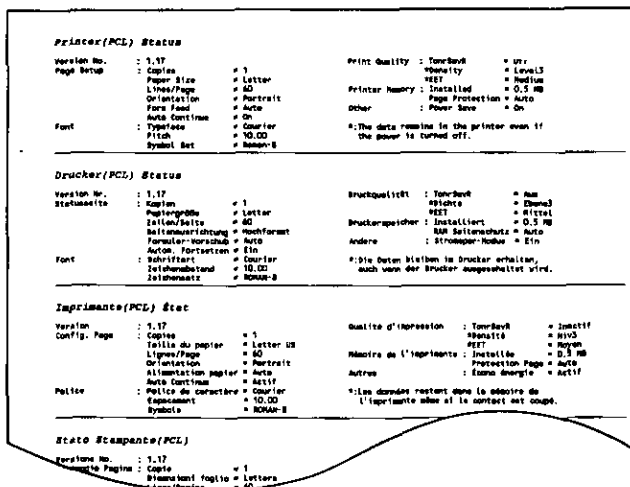 Printer(PCL) Status
Version No. : 1.17
Page Setup : Copies = 1
Paper Size = Letter
Lines/Page = 60
Orientation = Portrait
Form Feed = Auto
Auto Continue = On
Font : Typeface = Courier
Pitch = 10.00
Symbol Set = Roman-8
Print Quality : TonrSavR =
*Density = Level3
*EET = Medium
Printer Memory : Installed = 0.5 MB
Page Protection = Auto
Other : Power Save = On
*:The data remains in the printer even if
the power is turned off.
Drucker(PCL) Status
Version Nr. : 1.17
Statusseite : Kopien = 1
Papiergröße = Letter
Zeilen/Seite = 60
Seitenausrichtung = Hochformat
Formular-Vorschub = Auto
Autom. Fortsetzen = Ein
Font : Schriftart = Courier
Zeichenabstand = 10.00
Zeichensatz = ROMAN-8
Druckqualität : TonrSavR = Aus
*Dichte = Ebene3
*EET = Mittel
Druckerspeicher : Installiert = 0.5 MB
RAM Seitenschutz = Auto
Andere : Stromspar-Modus = Ein
*:Die Daten bleiben im Drucker erhalten,
auch wenn der Drucker ausgeschaltet wird.
Imprimante(PCL) État
Version : 1.17
Config. Page : Copies = 1
Taille du papier = Letter US
Lignes/Page = 60
Orientation = Portrait
Alimentation papier = Auto
Auto Continue = Actif
Police : Police de caractère = Courier
Espacement = 10.00
Symbols = ROMAN-8
Qualité d'impression : TonrSavR = Inactif
*Densité = Niv3
*EET = Moyen
Mémoire de l'imprimante : Installée = 0.5 MB
Protection Page = Auto
Autres : Econo énergie = Actif
*:Les données restent dans la mémoire de
l'imprimante même si le contact est coupé.
Stato Stampante(PCL)
Versione No. : 1.17
Pagina : Copie = 1
Dimensioni foglio = Letters
= 60